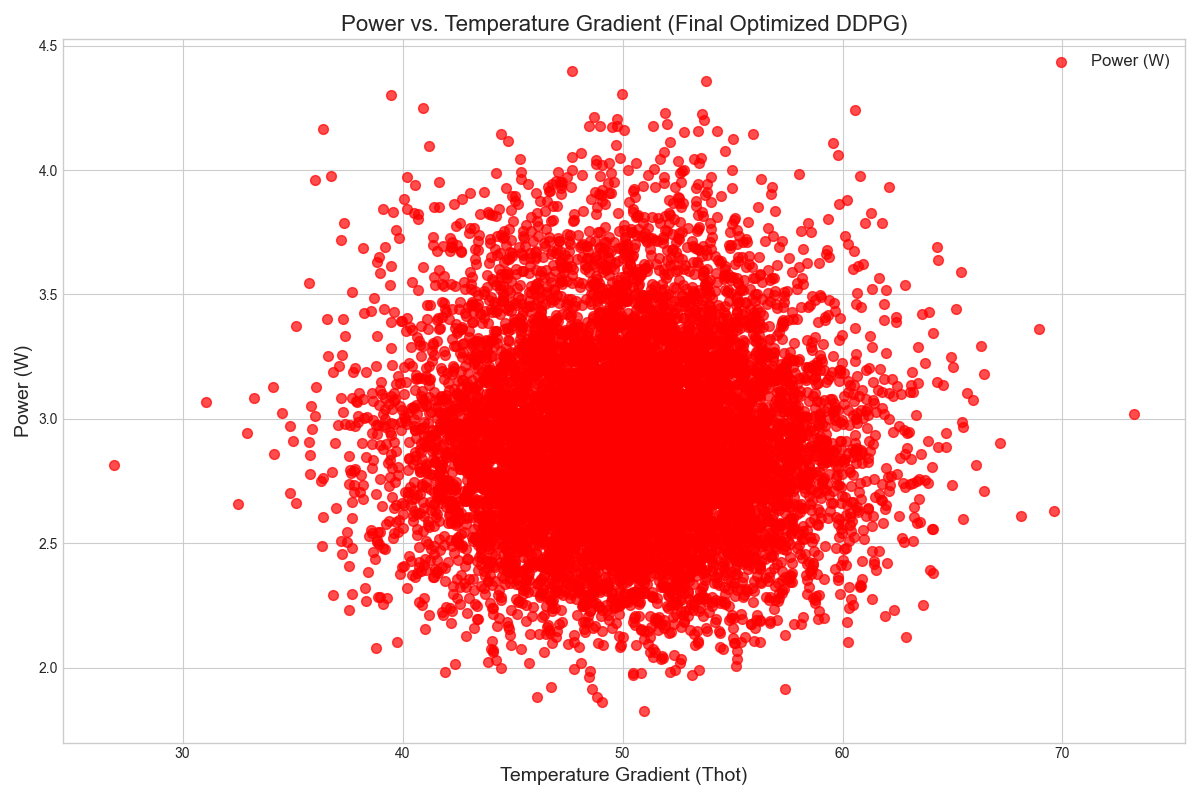 Power vs. Temperature Gradient (Final Optimized DDPG)
Power (W)
4.5
4.0
3.5
3.0
2.5
2.0
Power (W)
30
40
50
60
70
Temperature Gradient (Thot)